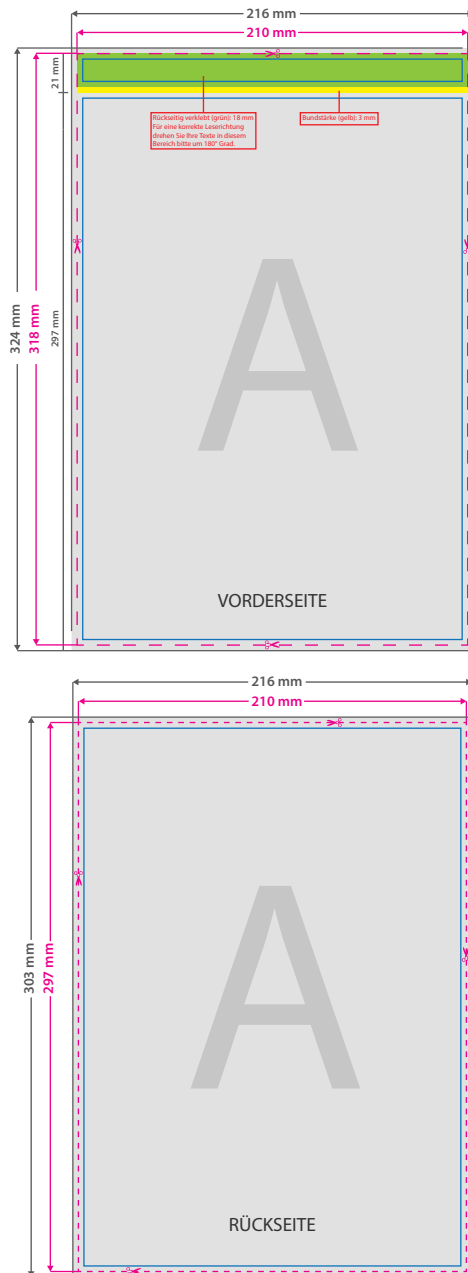 216 mm
210 mm
21 mm
Rückseitig verklebt (grün): 18 mm
Für eine korrekte Leserichtung
drehen Sie Ihre Texte in diesem
Bereich bitte um 180° Grad.
Bundstärke (gelb): 3 mm
324 mm
318 mm
297 mm
A
VORDERSEITE
216 mm
210 mm
303 mm
297 mm
A
RÜCKSEITE